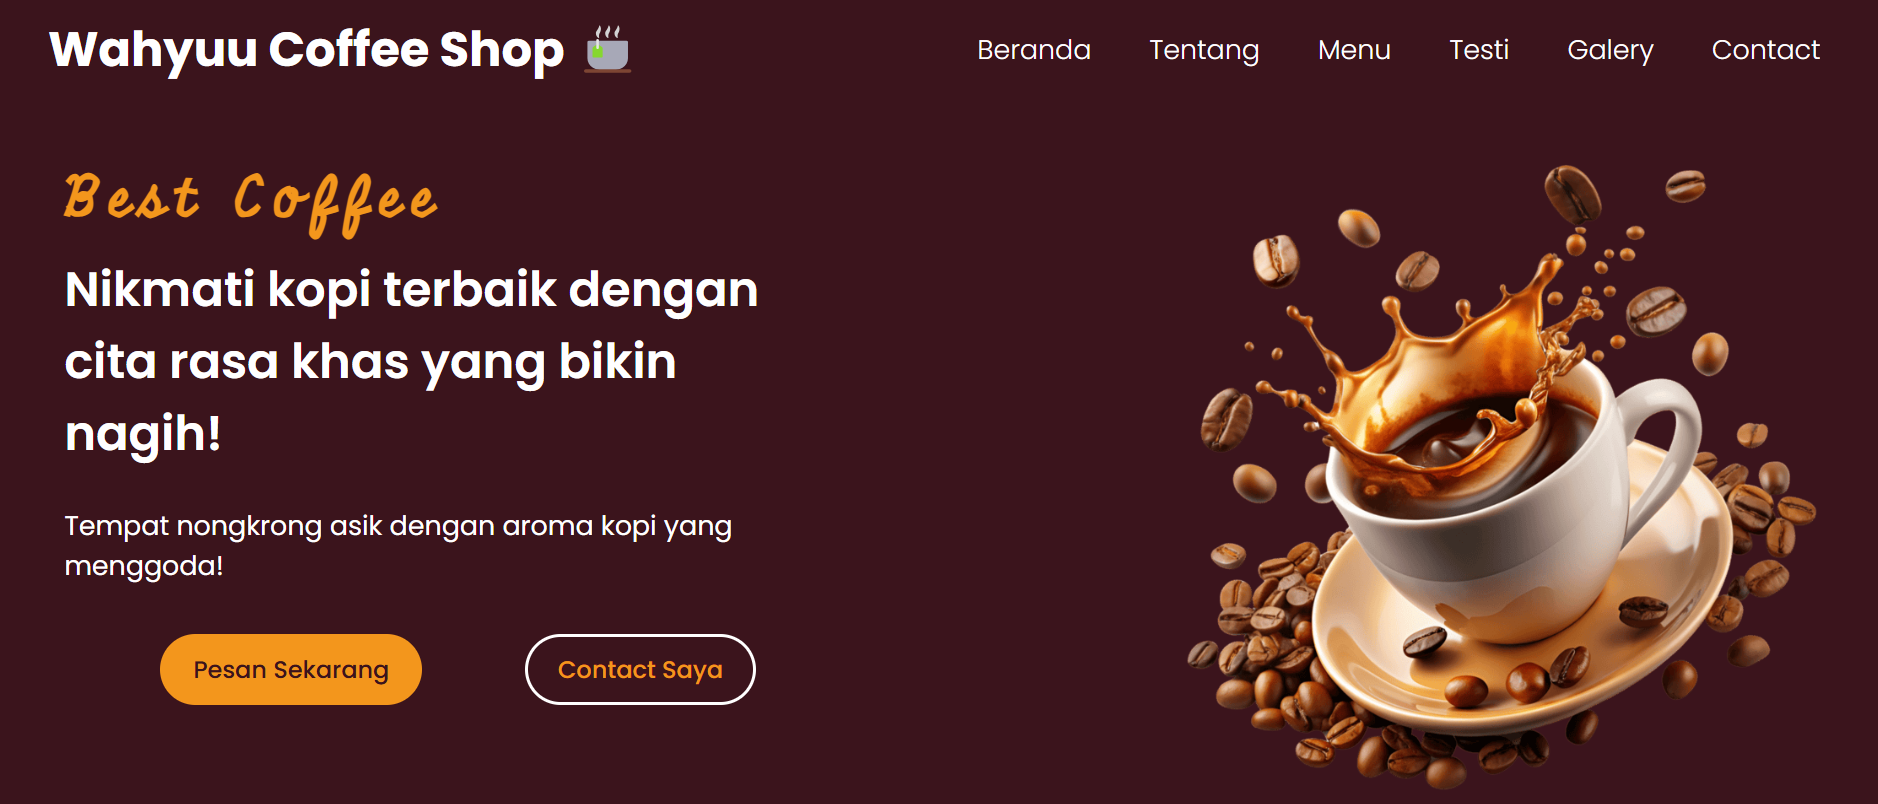 Wahyuu Coffee Shop
Beranda Tentang Menu Testi Galery Contact
Best Coffee
Nikmati kopi terbaik dengan
cita rasa khas yang bikin
nagih!
Tempat nongkrong asik dengan aroma kopi yang
menggoda!
Pesan Sekarang
Contact Saya